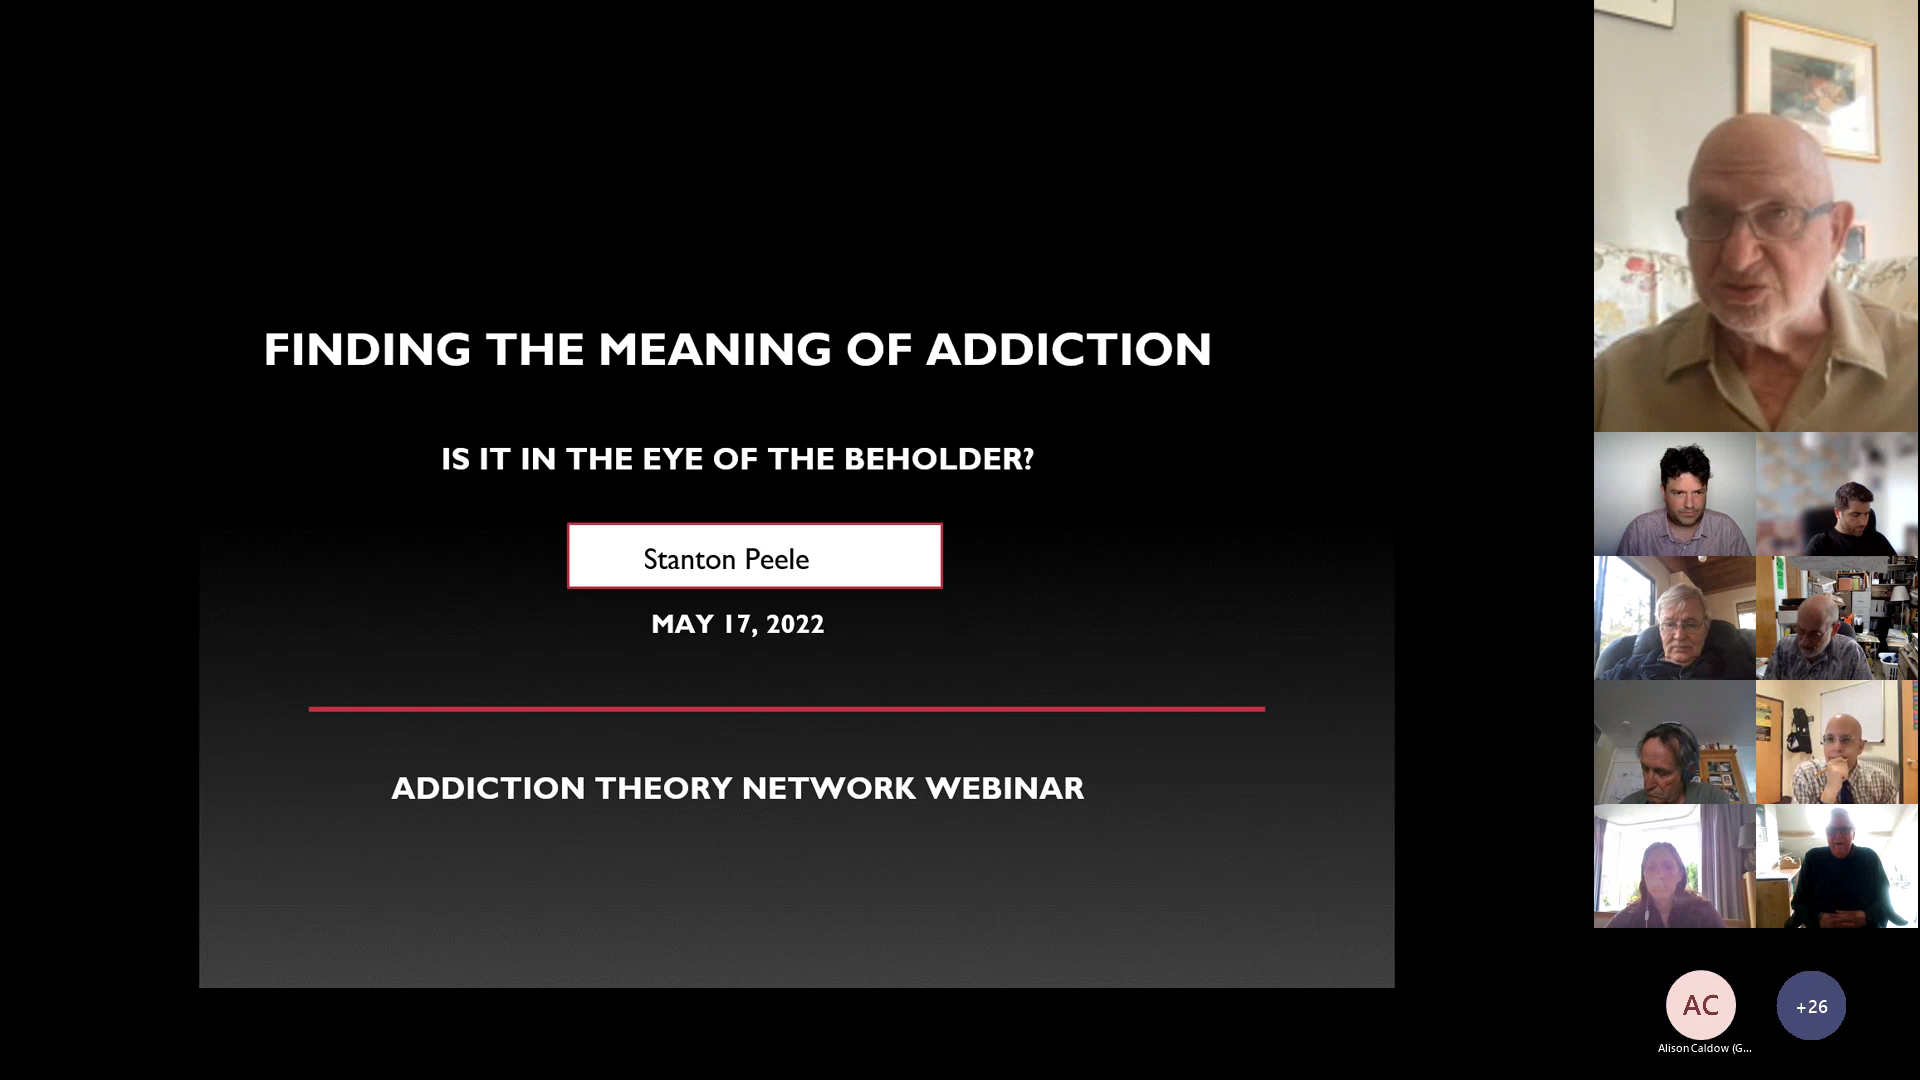 FINDING THE MEANING OF ADDICTION
IS IT IN THE EYE OF THE BEHOLDER?
Stanton Peele
MAY 17, 2022
ADDICTION THEORY NETWORK WEBINAR
AC
+26
Alison Caldow (G...